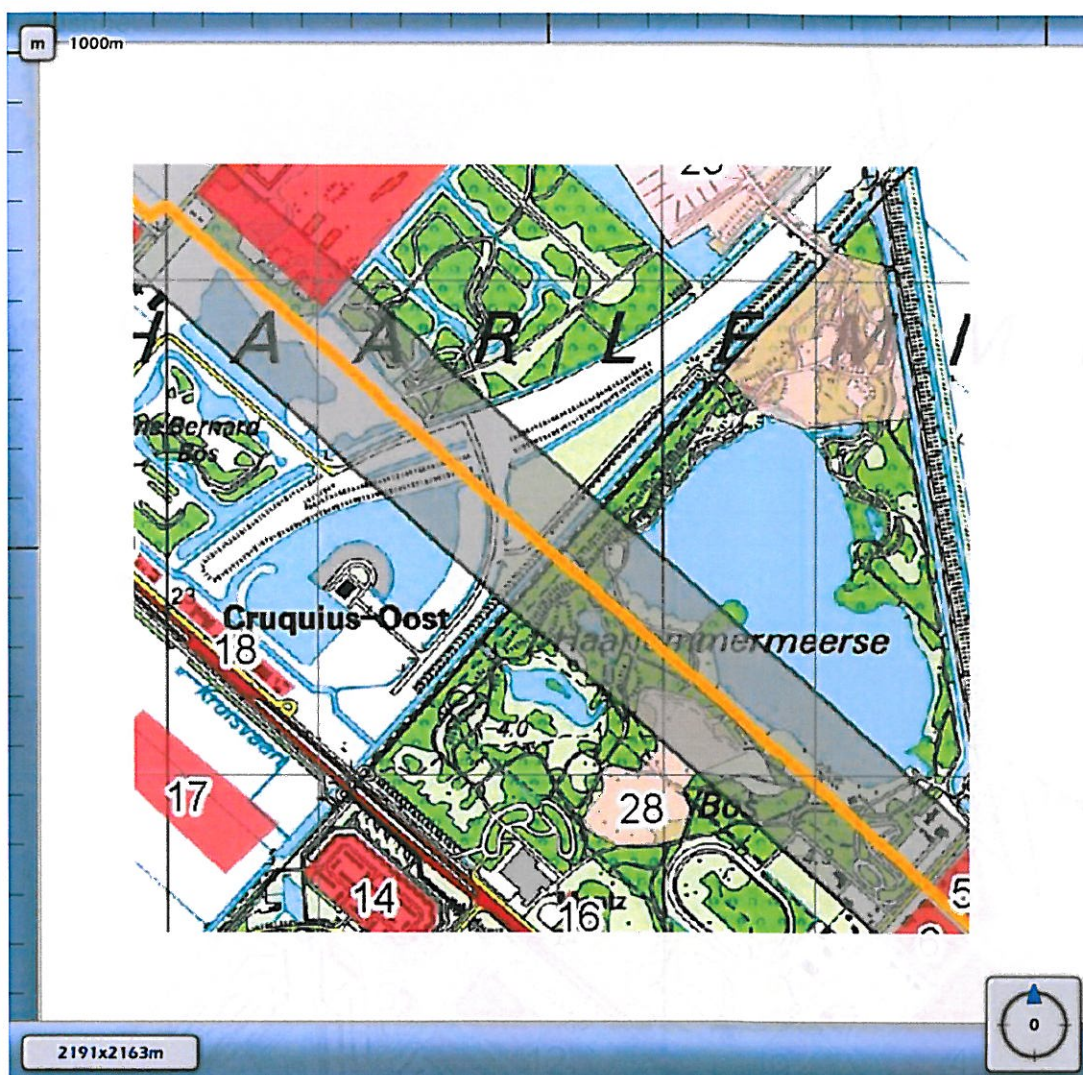 m 1000m
HAARLEM
Bernard
Bos
23
Cruquius-Oost
18
Haarlemmermeerse
Kruisvaart
4.0
17
28
Bos
14
16
5
0
2191x2163m